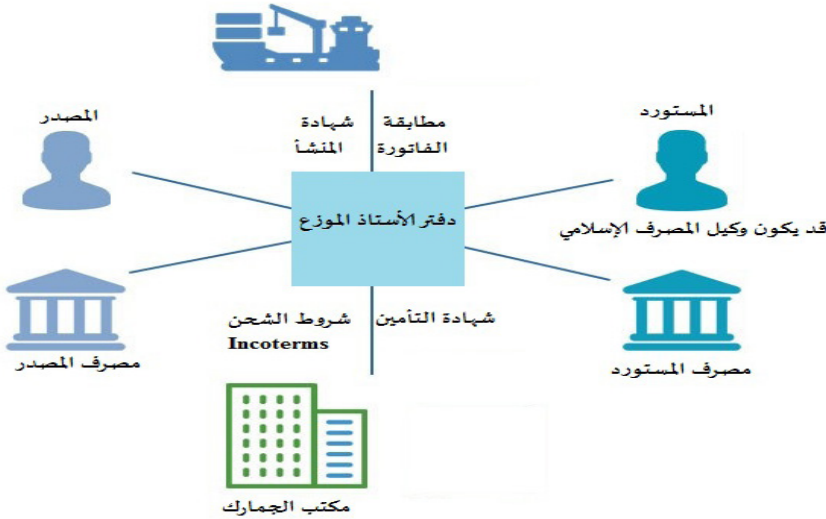 المصدر
المستورد
شهادة
المنشأ
مطابقة
الفاتورة
دفتر الأستاذ الموزع
قد يكون وكيل المصرف الإسلامي
شروط الشحن
Incoterms
شهادة التأمين
مصرف المصدر
مصرف المستورد
مكتب الجمارك